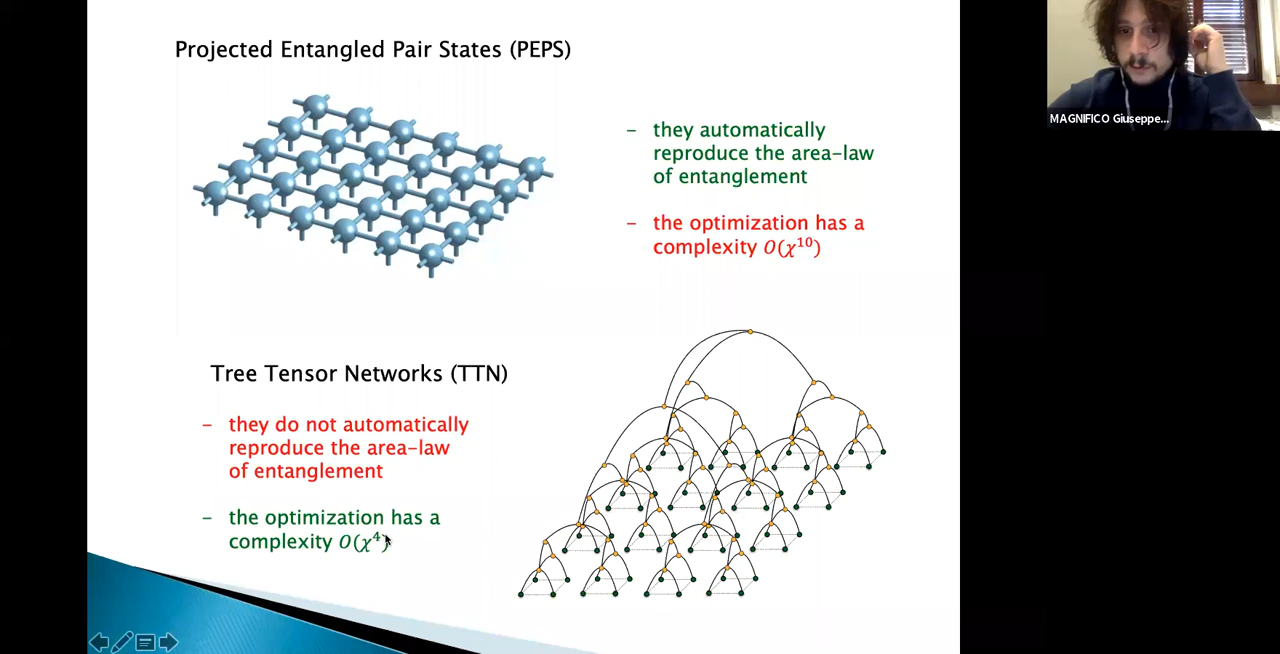 Projected Entangled Pair States (PEPS)
– they automatically
reproduce the area-law
of entanglement
– the optimization has a
complexity O(χ¹⁰)
MAGNIFICO Giuseppe...
Tree Tensor Networks (TTN)
– they do not automatically
reproduce the area-law
of entanglement
– the optimization has a
complexity O(χ⁴)